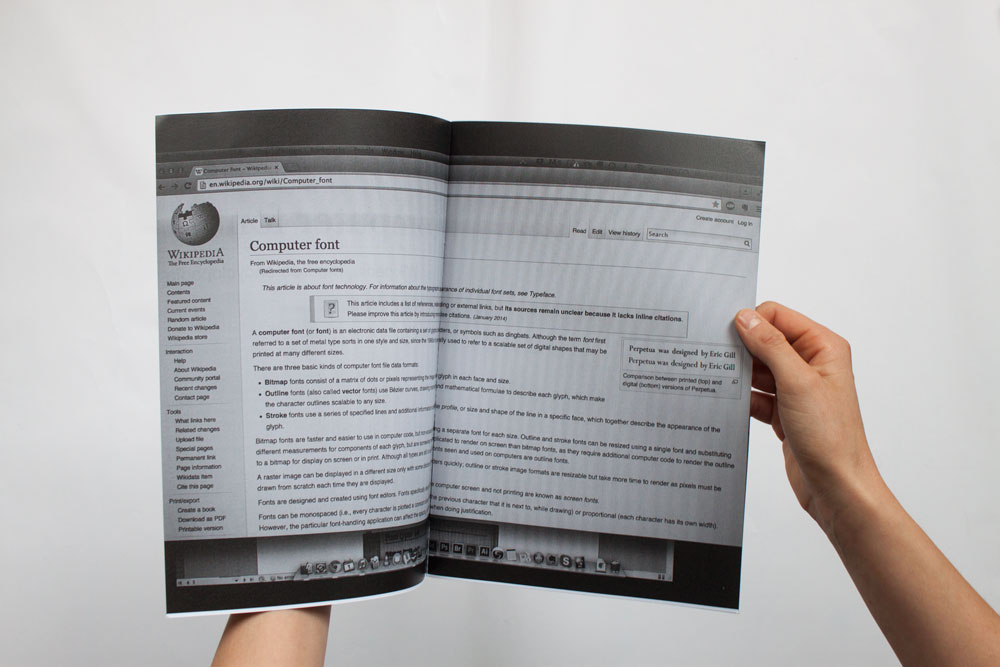 Computer font - Wikipedia
en.wikipedia.org/wiki/Computer_font
Create account Log in
Article Talk
Read Edit View history Search
WIKIPEDIA
The Free Encyclopedia
Computer font
From Wikipedia, the free encyclopedia
(Redirected from Computer fonts)
This article is about font technology. For information about the appearance of individual font sets, see Typeface.
This article includes a list of references, or external links, but its sources remain unclear because it lacks inline citations.
Please improve this article by citations. (January 2014)
Main page
Contents
Featured content
Current events
Random article
Donate to Wikipedia
Wikipedia store
Interaction
Help
About Wikipedia
Community portal
Recent changes
Contact page
Tools
What links here
Related changes
Upload file
Special pages
Permanent link
Page information
Wikidata item
Cite this page
Print/export
Create a book
Download as PDF
Printable version
A computer font (or font) is an electronic data file containing a set of or symbols such as dingbats. Although the term font first
referred to a set of metal type sorts in one style and size, since the used to refer to a scalable set of digital shapes that may be
printed at many different sizes.
Perpetua was designed by Eric Gill
Perpetua was designed by Eric Gill
Comparison between printed (top) and
digital (bottom) versions of Perpetua.
There are three basic kinds of computer font file data formats:
Bitmap fonts consist of a matrix of dots or pixels representing the glyph in each face and size.
Outline fonts (also called vector fonts) use Bézier curves, and mathematical formulae to describe each glyph, which make
the character outlines scalable to any size.
Stroke fonts use a series of specified lines and additional profile, or size and shape of the line in a specific face, which together describe the appearance of the
glyph.
Bitmap fonts are faster and easier to use in computer code, but a separate font for each size. Outline and stroke fonts can be resized using a single font and substituting
different measurements for components of each glyph, but are to render on screen than bitmap fonts, as they require additional computer code to render the outline
to a bitmap for display on screen or in print. Although all types are seen and used on computers are outline fonts.
A raster image can be displayed in a different size only with some quickly; outline or stroke image formats are resizable but take more time to render as pixels must be
drawn from scratch each time they are displayed.
Fonts are designed and created using font editors. Fonts computer screen and not printing are known as screen fonts.
Fonts can be monospaced (i.e., every character is plotted a the previous character that it is next to, while drawing) or proportional (each character has its own width).
However, the particular font-handling application can affect the when doing justification.
Br Pr Ai